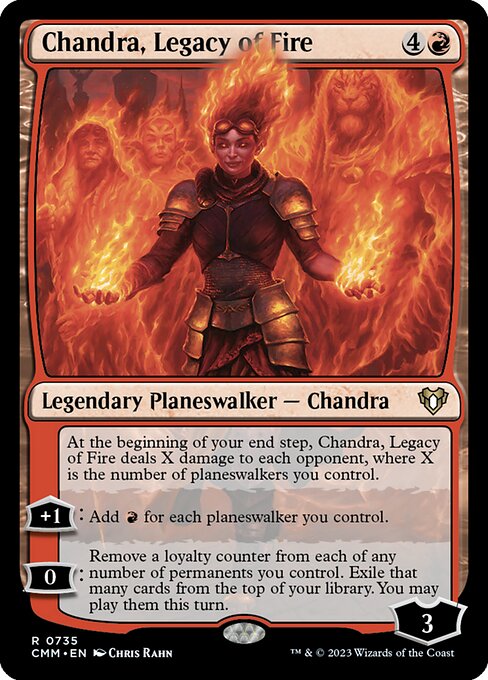 Chandra, Legacy of Fire 4
Legendary Planeswalker — Chandra
At the beginning of your end step, Chandra, Legacy
of Fire deals X damage to each opponent, where X
is the number of planeswalkers you control.
+1 : Add for each planeswalker you control.
Remove a loyalty counter from each of any
0 : number of permanents you control. Exile that
many cards from the top of your library. You may
play them this turn.
3
R 0735
CMM • EN Chris Rahn
™ & © 2023 Wizards of the Coast